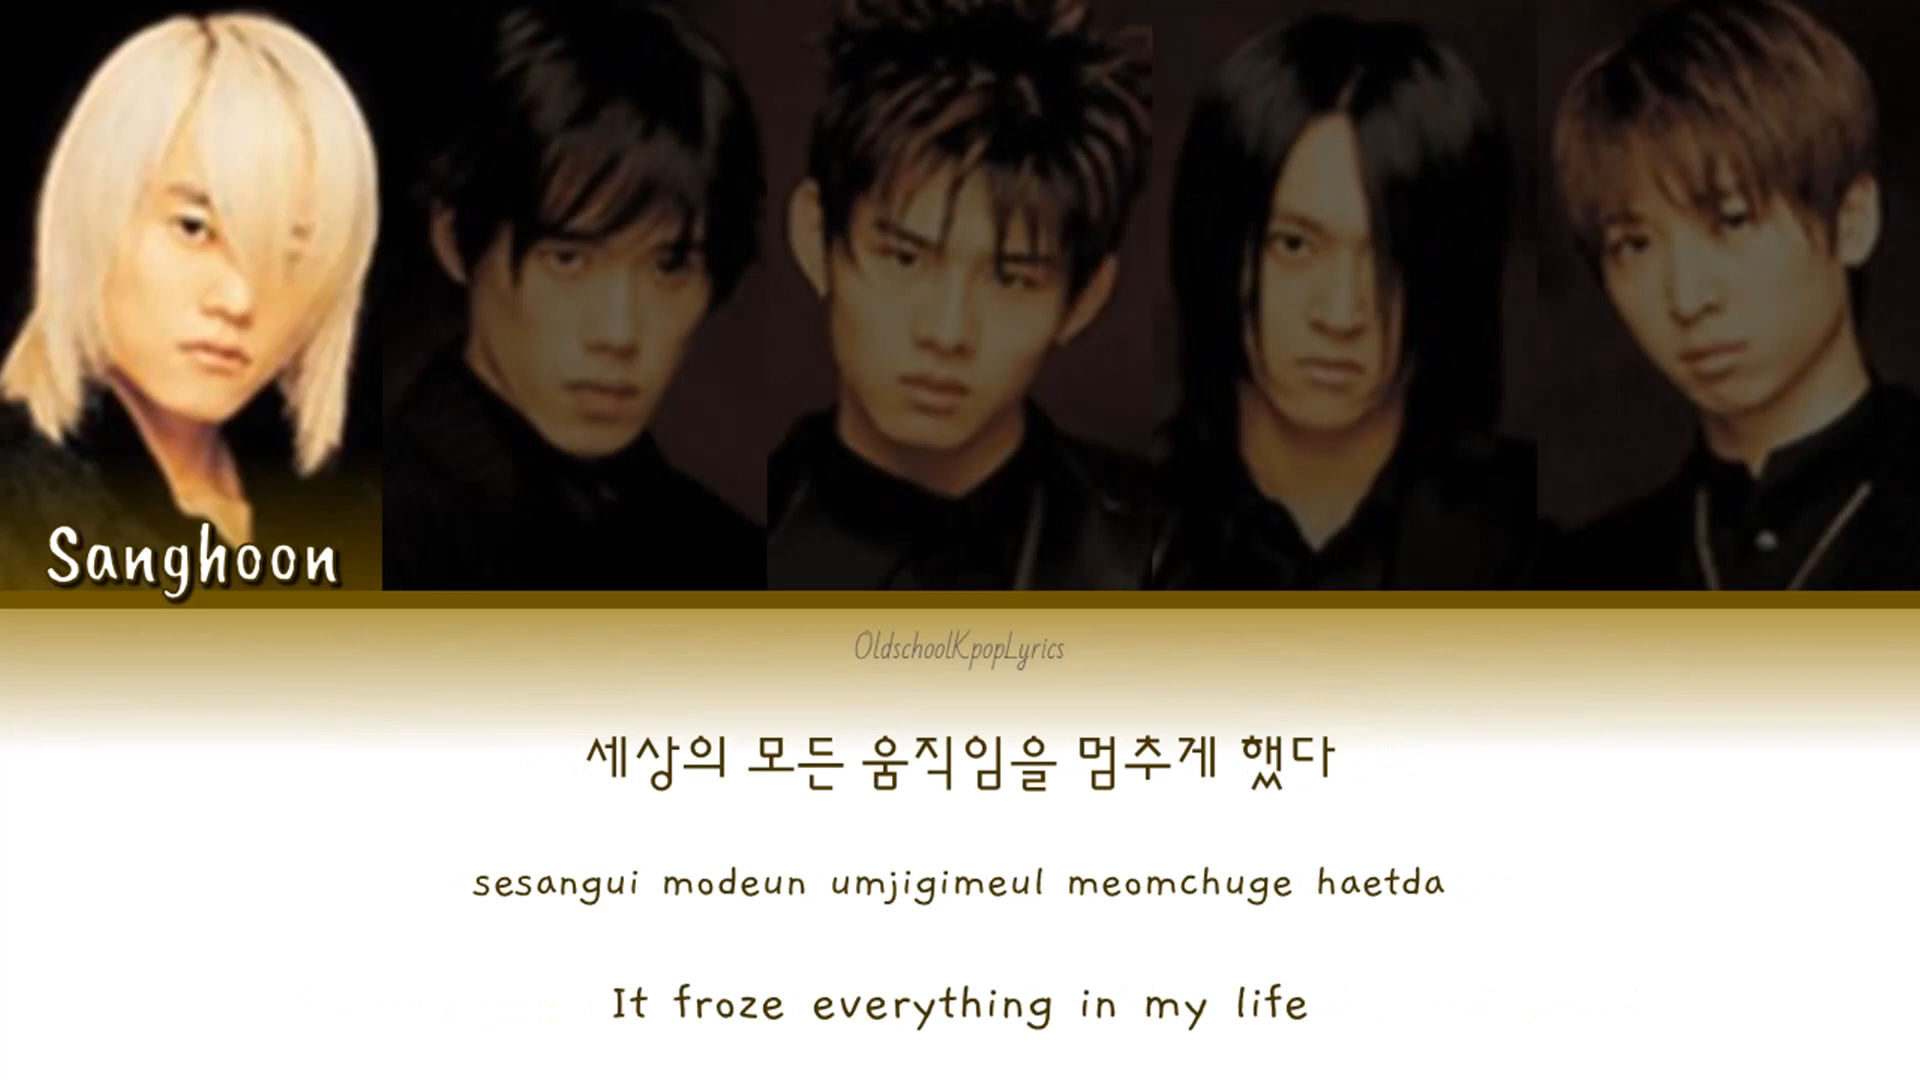 Sanghoon
OldschoolKpopLyrics
세상의 모든 움직임을 멈추게 했다
sesangui modeun umjigimeul meomchuge haetda
It froze everything in my life